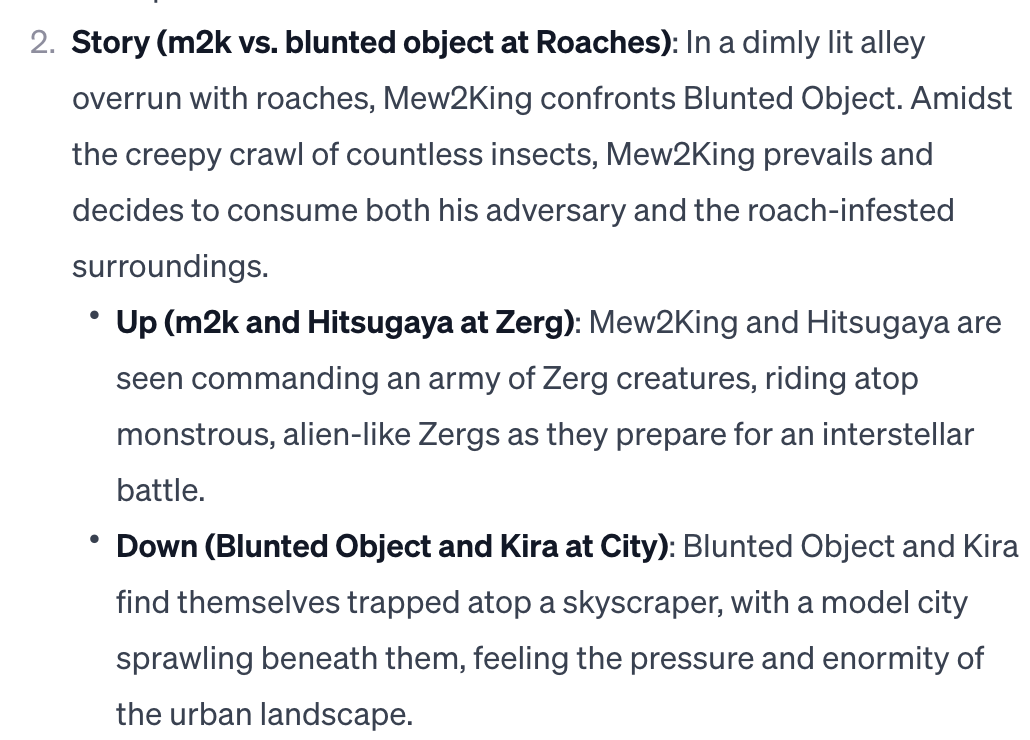 2. Story (m2k vs. blunted object at Roaches): In a dimly lit alley
overrun with roaches, Mew2King confronts Blunted Object. Amidst
the creepy crawl of countless insects, Mew2King prevails and
decides to consume both his adversary and the roach-infested
surroundings.
• Up (m2k and Hitsugaya at Zerg): Mew2King and Hitsugaya are
seen commanding an army of Zerg creatures, riding atop
monstrous, alien-like Zergs as they prepare for an interstellar
battle.
• Down (Blunted Object and Kira at City): Blunted Object and Kira
find themselves trapped atop a skyscraper, with a model city
sprawling beneath them, feeling the pressure and enormity of
the urban landscape.